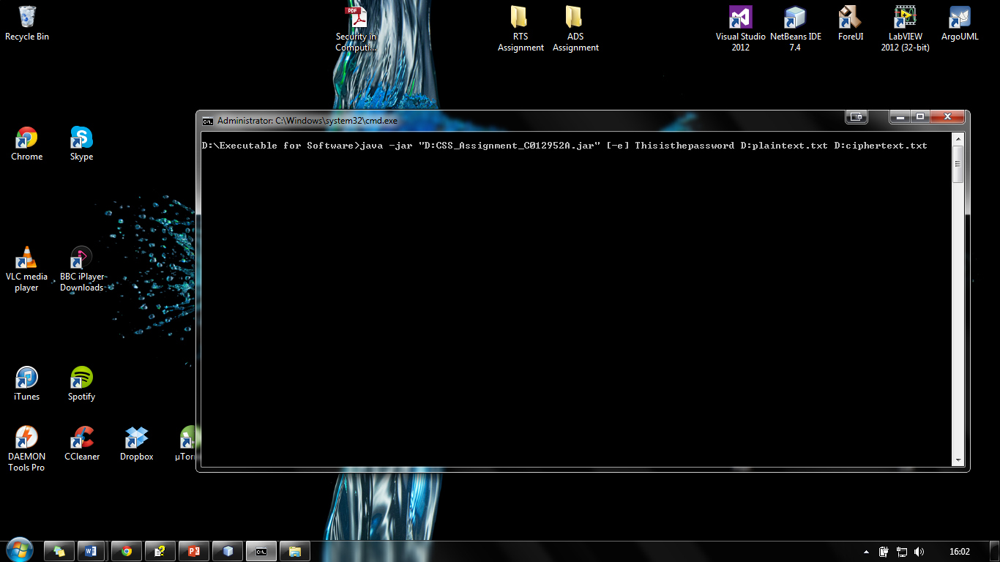 Recycle Bin
Security in
Computi...
RTS
Assignment
ADS
Assignment
Visual Studio
2012
NetBeans IDE
7.4
ForeUI
LabVIEW
2012 (32-bit)
ArgoUML
Administrator: C:\Windows\system32\cmd.exe
D:\Executable for Software>java -jar "D:CSS_Assignment_C012952A.jar" [-e] Thisisthepassword D:plaintext.txt D:ciphertext.txt
Chrome
Skype
VLC media
player
BBC iPlayer
Downloads
iTunes
Spotify
DAEMON
Tools Pro
CCleaner
Dropbox
µTorr
16:02